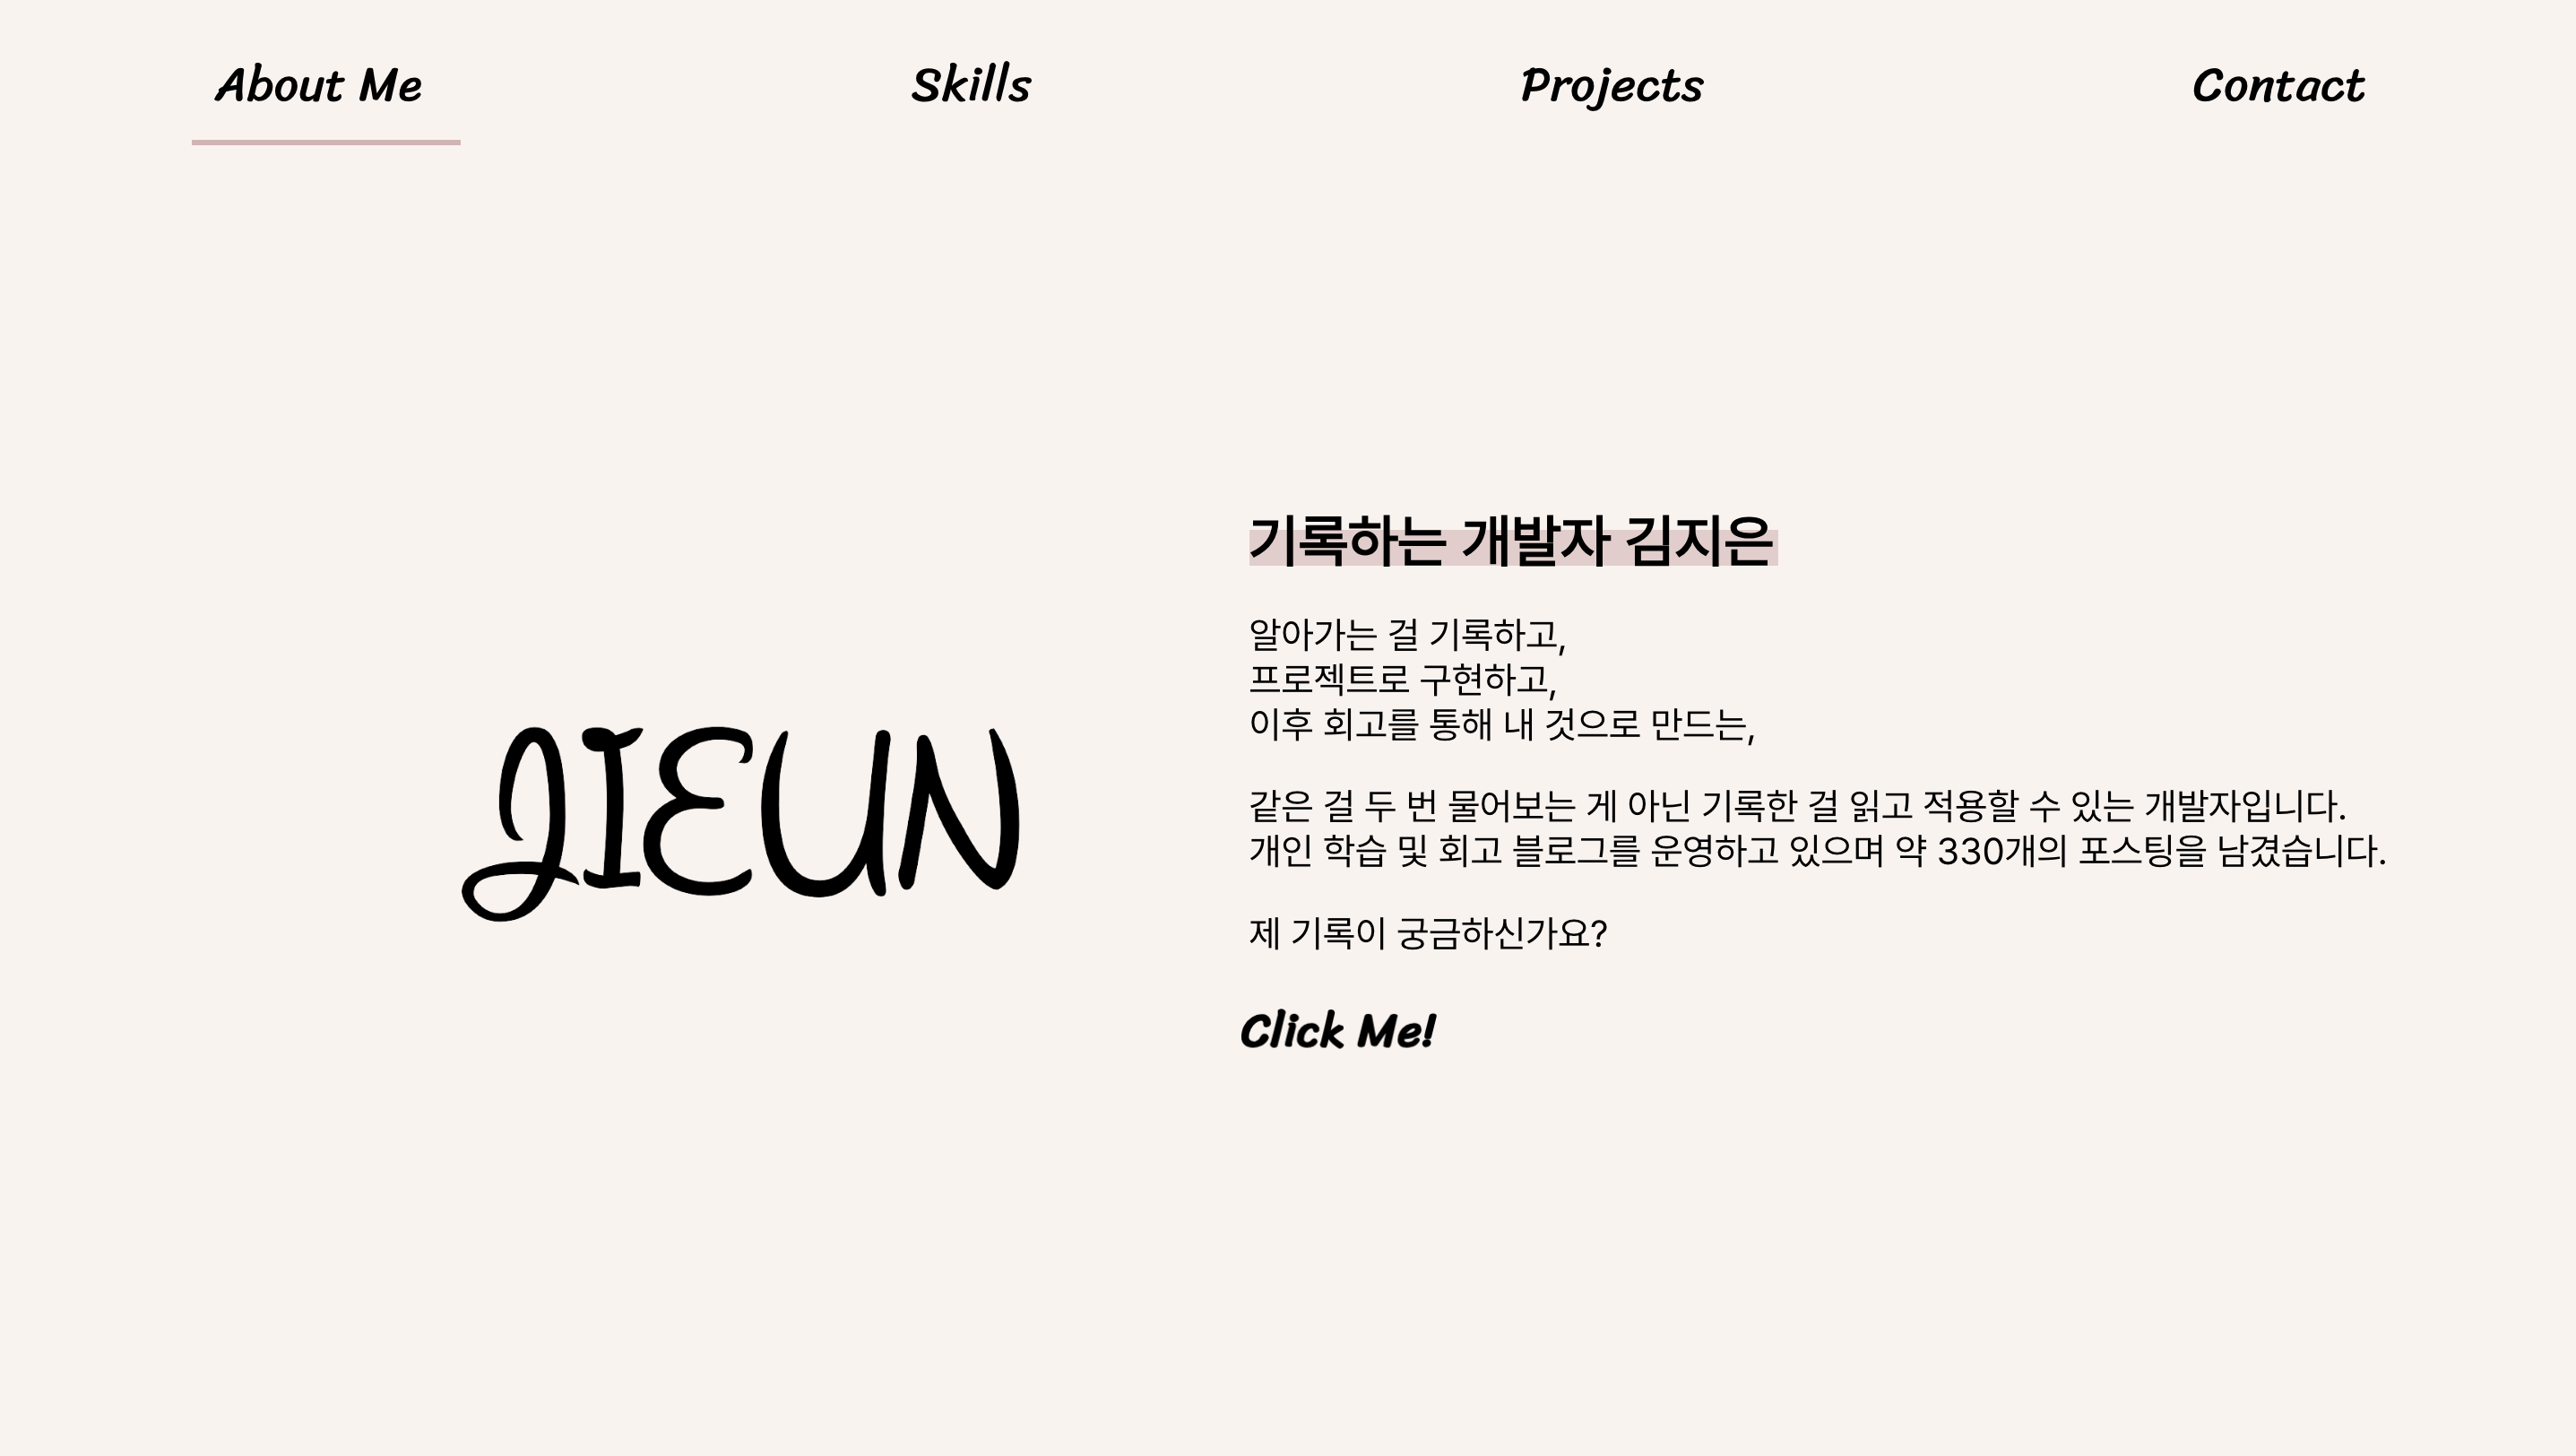 About Me
Skills
Projects
Contact
JIEUN
기록하는 개발자 김지은
알아가는 걸 기록하고,
프로젝트로 구현하고,
이후 회고를 통해 내 것으로 만드는,
같은 걸 두 번 물어보는 게 아닌 기록한 걸 읽고 적용할 수 있는 개발자입니다.
개인 학습 및 회고 블로그를 운영하고 있으며 약 330개의 포스팅을 남겼습니다.
제 기록이 궁금하신가요?
Click Me!